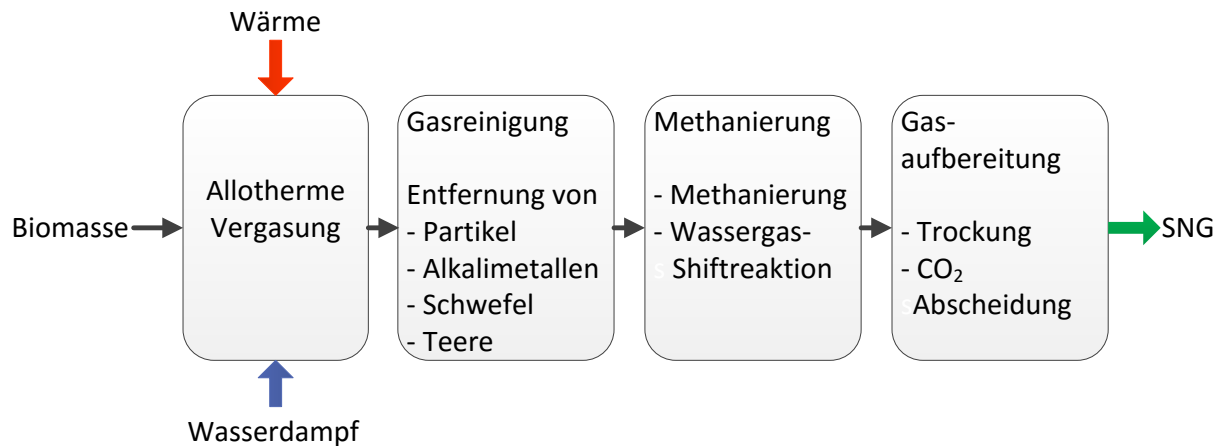 Wärme
Biomasse
Allotherme
Vergasung
Wasserdampf
Gasreinigung
Entfernung von
- Partikel
- Alkalimetallen
- Schwefel
- Teere
Methanierung
- Methanierung
- Wassergas-
s Shiftreaktion
Gas-
aufbereitung
- Trockung
- CO₂
sAbscheidung
SNG